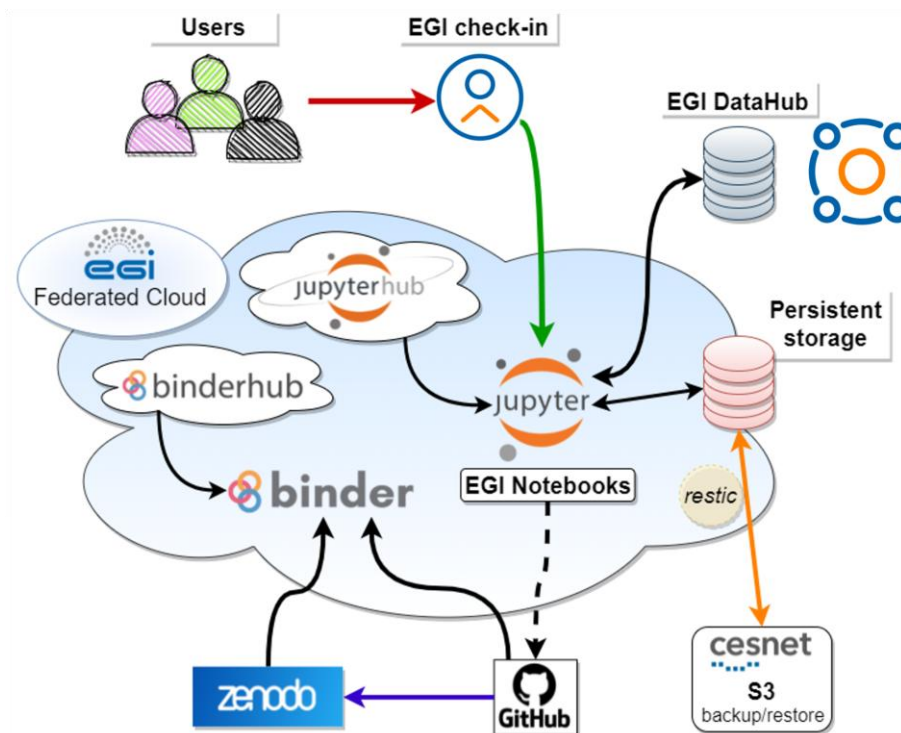 Users
EGI check-in
EGI DataHub
egi
Federated Cloud
jupyterhub
Persistent
storage
binderhub
jupyter
binder
EGI Notebooks
restic
cesnet
S3
backup/restore
zenodo
GitHub